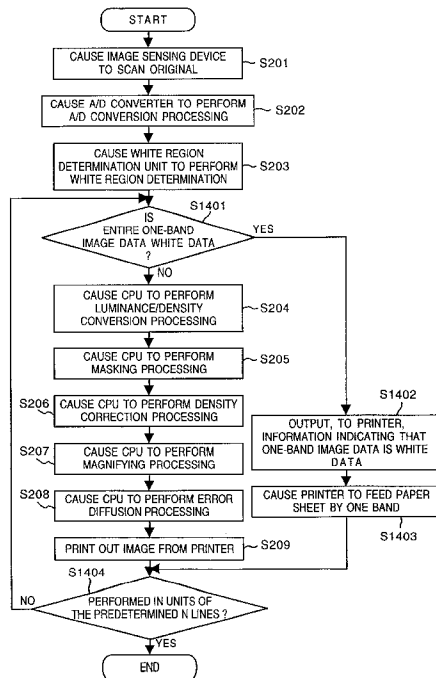 START
CAUSE IMAGE SENSING DEVICE
TO SCAN ORIGINAL
S201
CAUSE A/D CONVERTER TO PERFORM
A/D CONVERSION PROCESSING
S202
CAUSE WHITE REGION
DETERMINATION UNIT TO PERFORM
WHITE REGION DETERMINATION
S203
S1401
IS
ENTIRE ONE-BAND
IMAGE DATA WHITE DATA
?
YES
NO
CAUSE CPU TO PERFORM
LUMINANCE/DENSITY
CONVERSION PROCESSING
S204
CAUSE CPU TO PERFORM
MASKING PROCESSING
S205
S206
CAUSE CPU TO PERFORM DENSITY
CORRECTION PROCESSING
S207
CAUSE CPU TO PERFORM
MAGNIFYING PROCESSING
S208
CAUSE CPU TO PERFORM ERROR
DIFFUSION PROCESSING
PRINT OUT IMAGE FROM PRINTER
S209
S1402
OUTPUT, TO PRINTER,
INFORMATION INDICATING THAT
ONE-BAND IMAGE DATA IS WHITE
DATA
CAUSE PRINTER TO FEED PAPER
SHEET BY ONE BAND
S1403
S1404
NO
PERFORMED IN UNITS OF
THE PREDETERMINED N LINES ?
YES
END